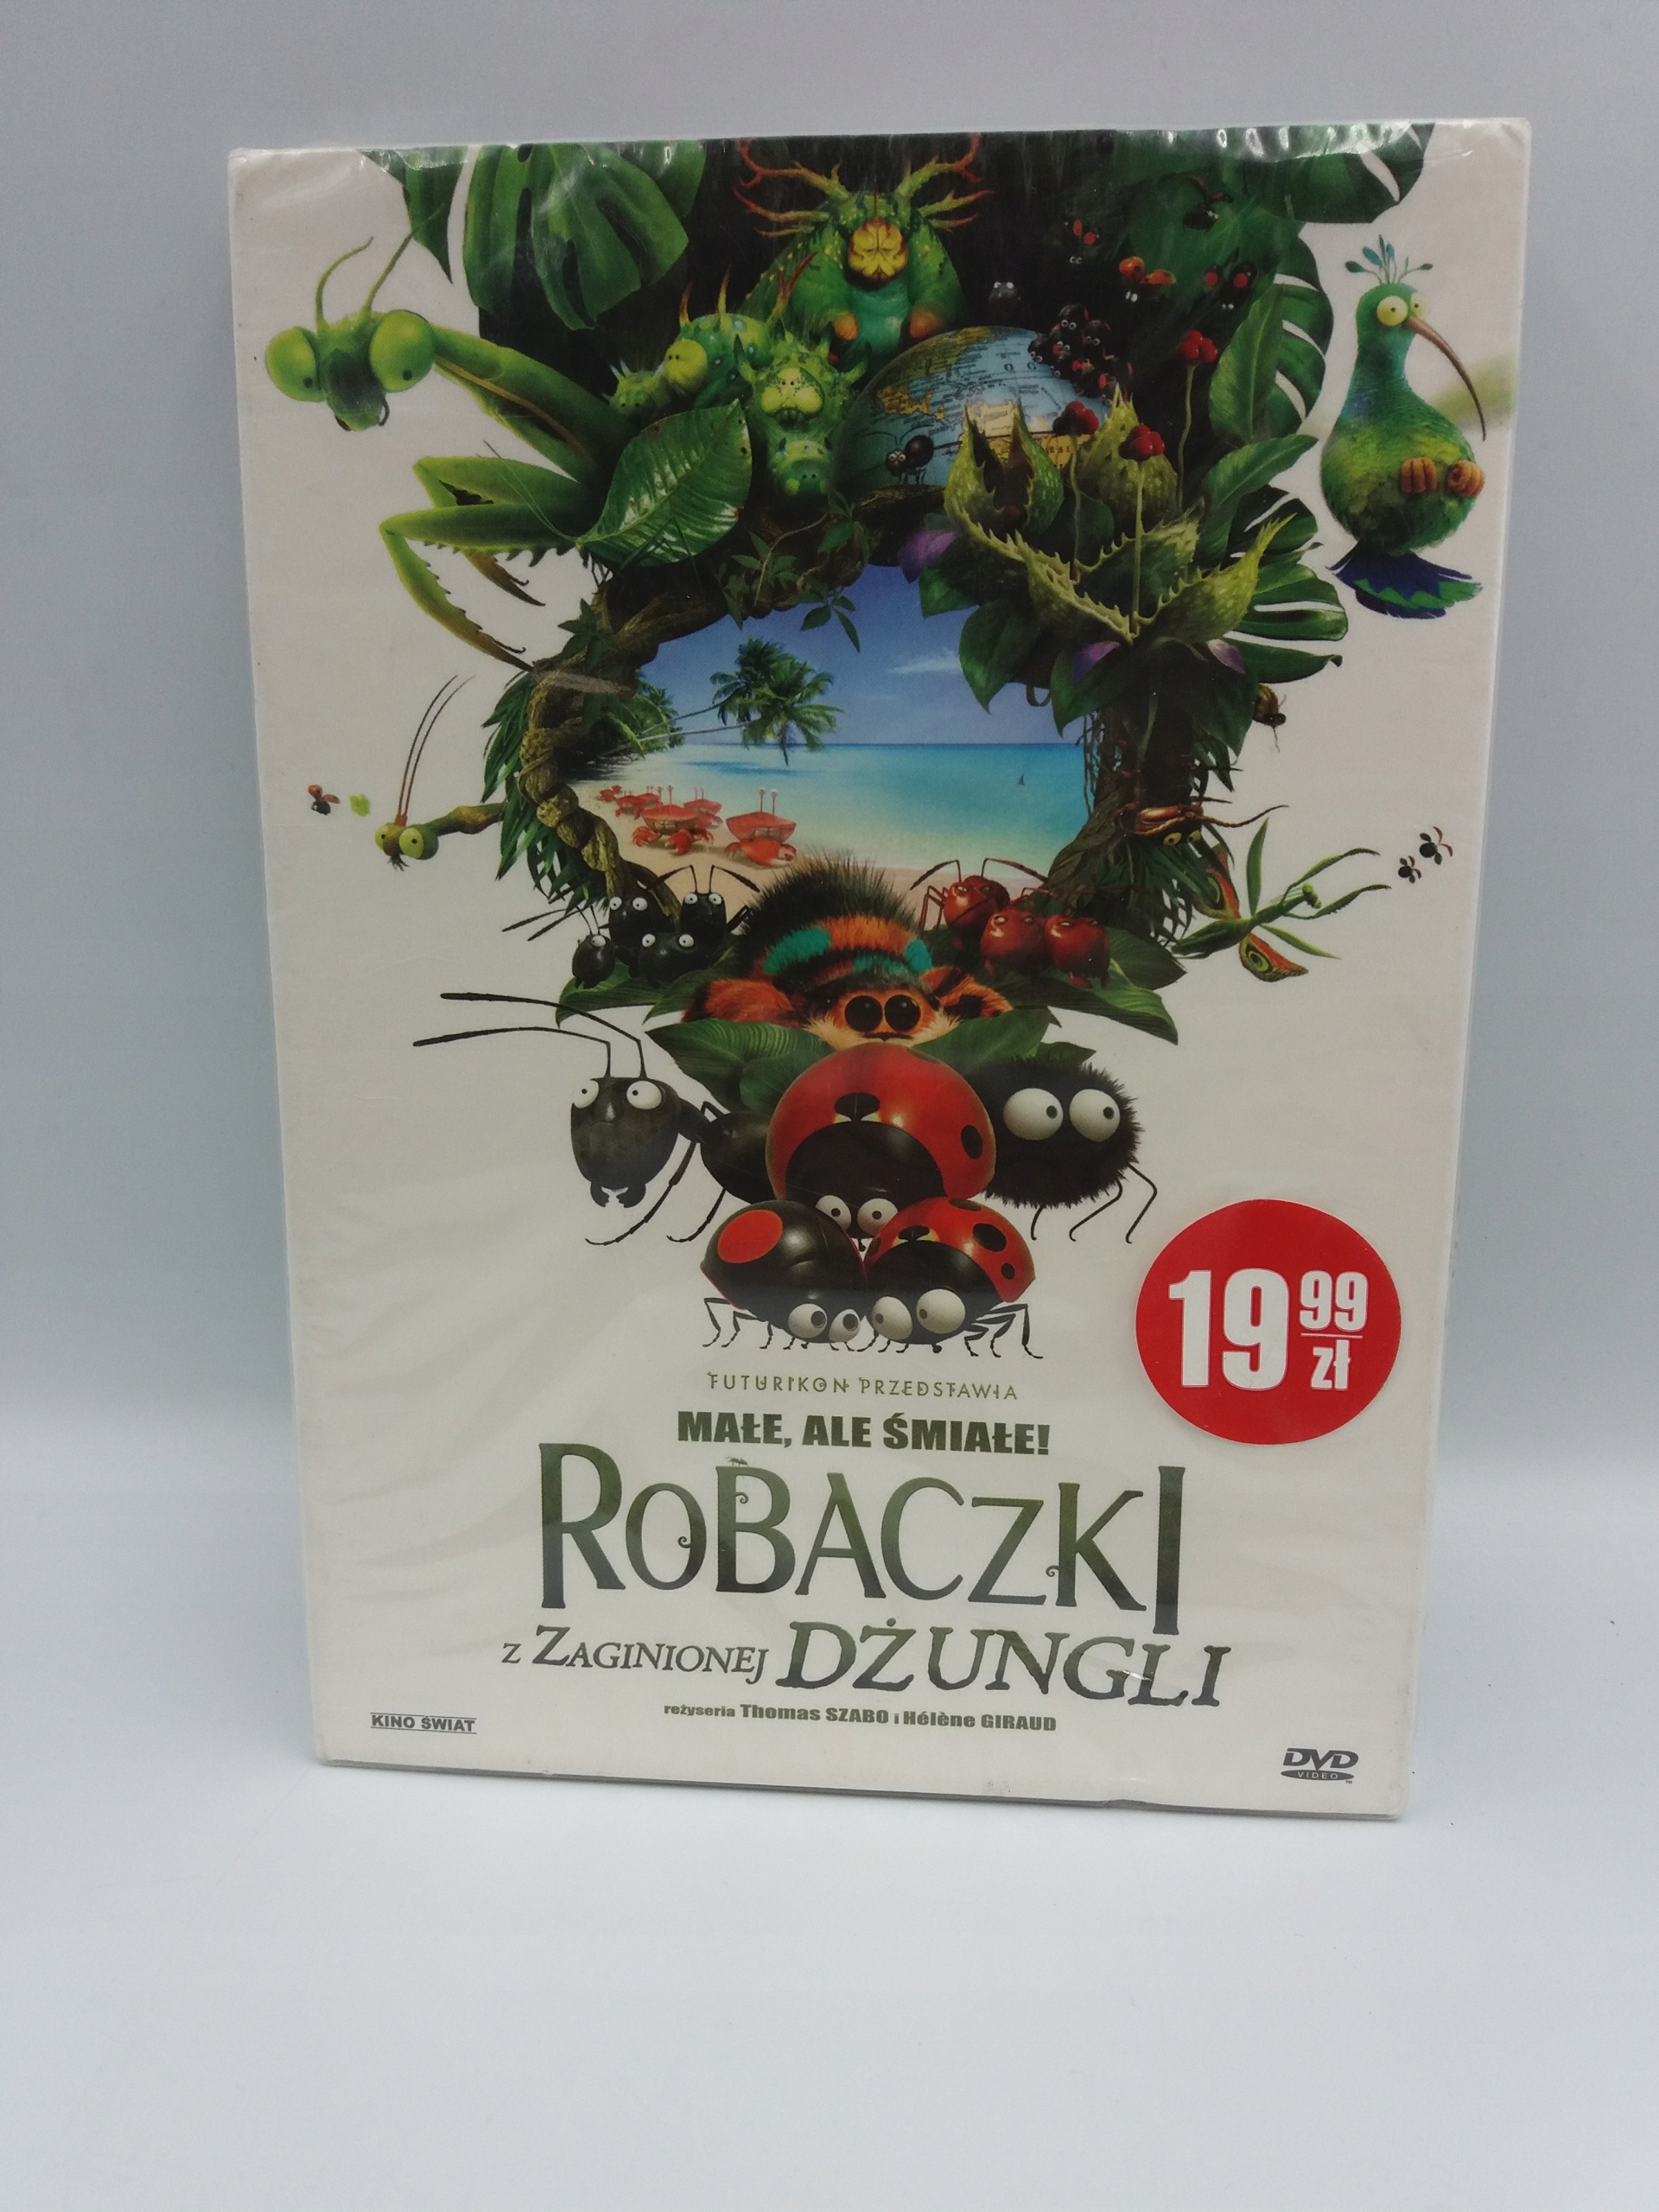 19 99 zł
FUTURIKON PRZEDSTAWIA
MAŁE, ALE ŚMIAŁE!
ROBACZKI
Z ZAGINIONEJ DŻUNGLI
reżyseria Thomas SZABO i Hélène GIRAUD
KINO ŚWIAT
DVD
VIDEO